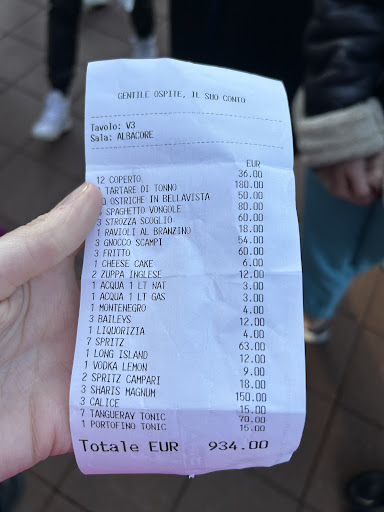 GENTILE OSPITE, IL SUO CONTO
Tavolo: V3
Sala: ALBACORE
EUR
12 COPERTO 36.00
TARTARE DI TONNO 180.00
OSTRICHE IN BELLAVISTA 50.00
SPAGHETTO VONGOLE 80.00
3 STROZZA SCOGLIO 60.00
1 RAVIOLI AL BRANZINO 18.00
3 GNOCCO SCAMPI 54.00
3 FRITTO 60.00
1 CHEESE CAKE 6.00
2 ZUPPA INGLESE 12.00
1 ACQUA 1 LT NAT 3.00
1 ACQUA 1 LT GAS 3.00
1 MONTENEGRO 4.00
3 BAILEYS 12.00
1 LIQUORIZIA 4.00
7 SPRITZ 63.00
1 LONG ISLAND 12.00
1 VODKA LEMON 9.00
2 SPRITZ CAMPARI 18.00
3 SHARIS MAGNUM 150.00
3 CALICE 15.00
7 TANGUERAY TONIC 70.00
1 PORTOFINO TONIC 15.00
Totale EUR 934.00